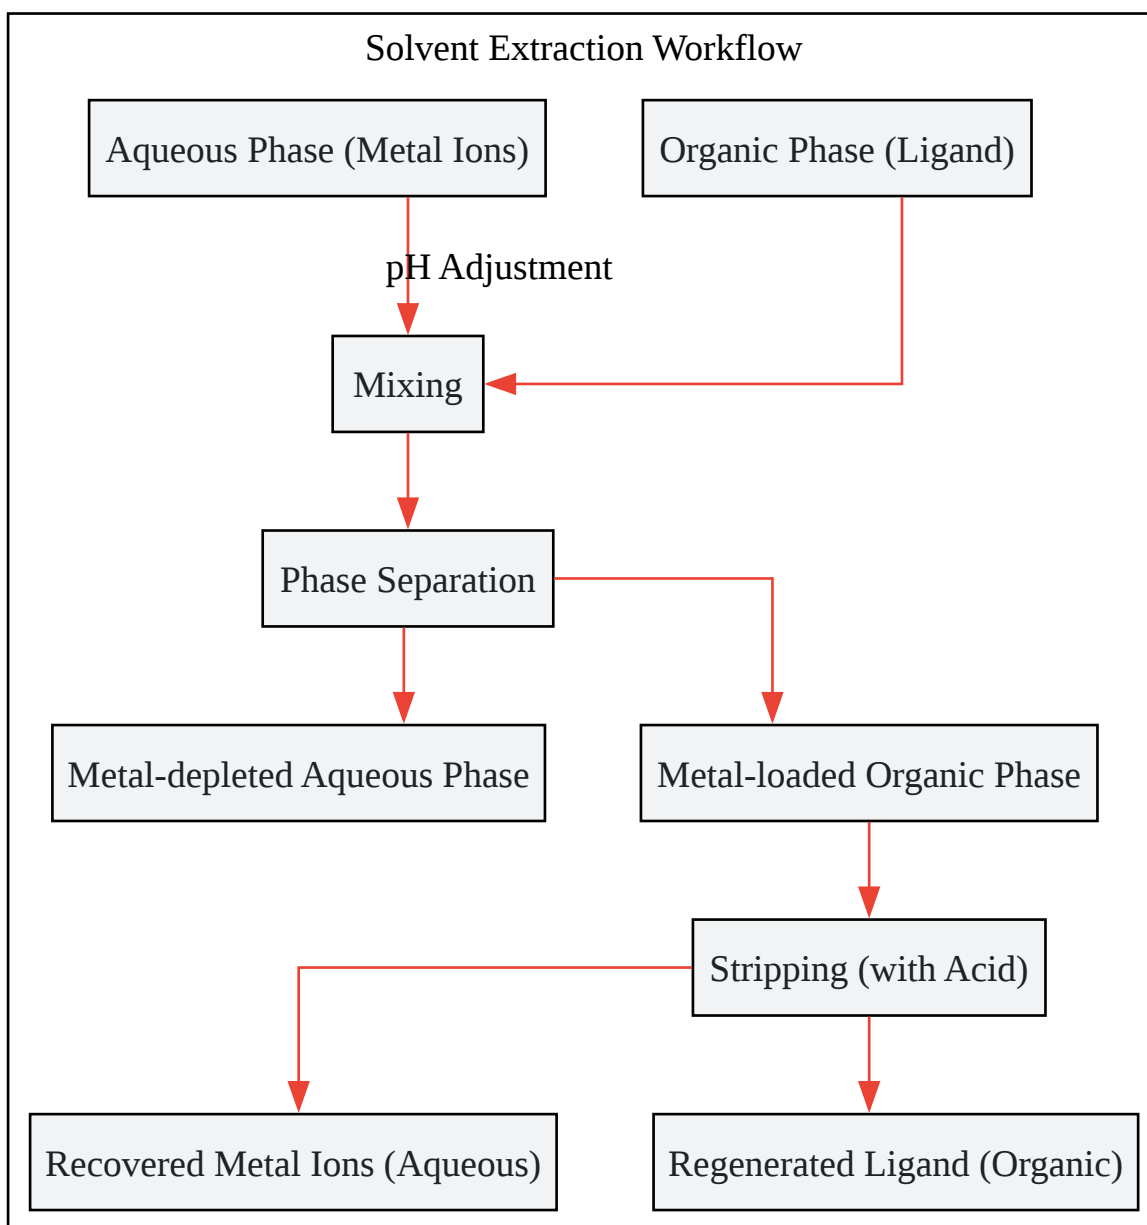 Solvent Extraction Workflow
Aqueous Phase (Metal Ions)
Organic Phase (Ligand)
pH Adjustment
Mixing
Phase Separation
Metal-depleted Aqueous Phase
Metal-loaded Organic Phase
Stripping (with Acid)
Recovered Metal Ions (Aqueous)
Regenerated Ligand (Organic)